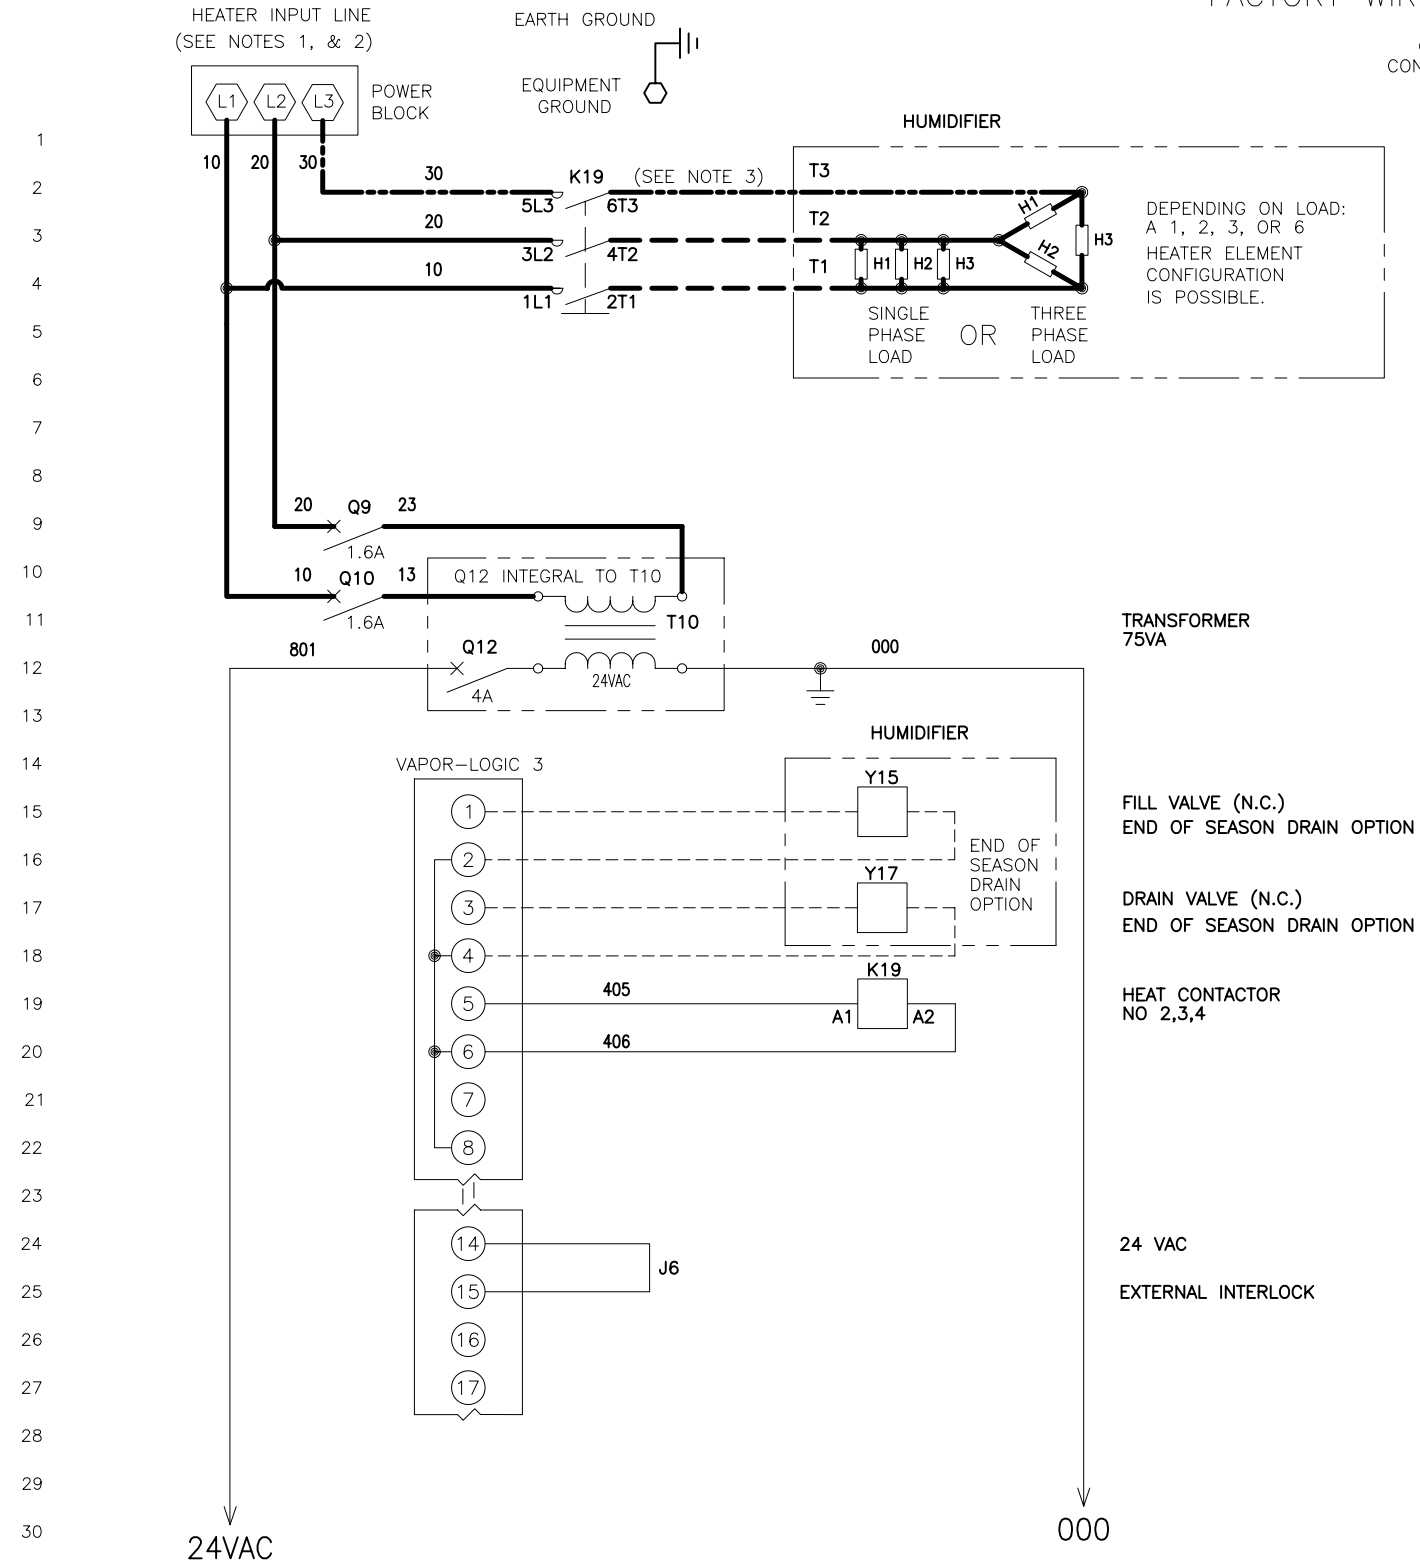 FACTORY WIR
HEATER INPUT LINE
(SEE NOTES 1, & 2)
EARTH GROUND
CON
L1 L2 L3
POWER
BLOCK
EQUIPMENT
GROUND
HUMIDIFIER
1
10 20 30
30
K19
(SEE NOTE 3)
T3
2
5L3
6T3
20
T2
H1
DEPENDING ON LOAD:
A 1, 2, 3, OR 6
HEATER ELEMENT
CONFIGURATION
IS POSSIBLE.
3
3L2
4T2
H2
H3
10
T1
H1 H2 H3
4
1L1
2T1
SINGLE
PHASE
LOAD
OR
THREE
PHASE
LOAD
5
6
7
8
20
Q9
23
9
1.6A
10
10
Q10
13
Q12 INTEGRAL TO T10
11
1.6A
T10
TRANSFORMER
75VA
801
Q12
000
12
24VAC
4A
13
HUMIDIFIER
14
VAPOR-LOGIC 3
Y15
15
1
FILL VALVE (N.C.)
END OF SEASON DRAIN OPTION
16
2
END OF
SEASON
DRAIN
OPTION
Y17
17
3
DRAIN VALVE (N.C.)
END OF SEASON DRAIN OPTION
18
4
K19
19
5
405
A1
A2
HEAT CONTACTOR
NO 2,3,4
20
6
406
21
7
22
8
23
24
14
24 VAC
J6
25
15
EXTERNAL INTERLOCK
26
16
27
17
28
29
30
24VAC
000